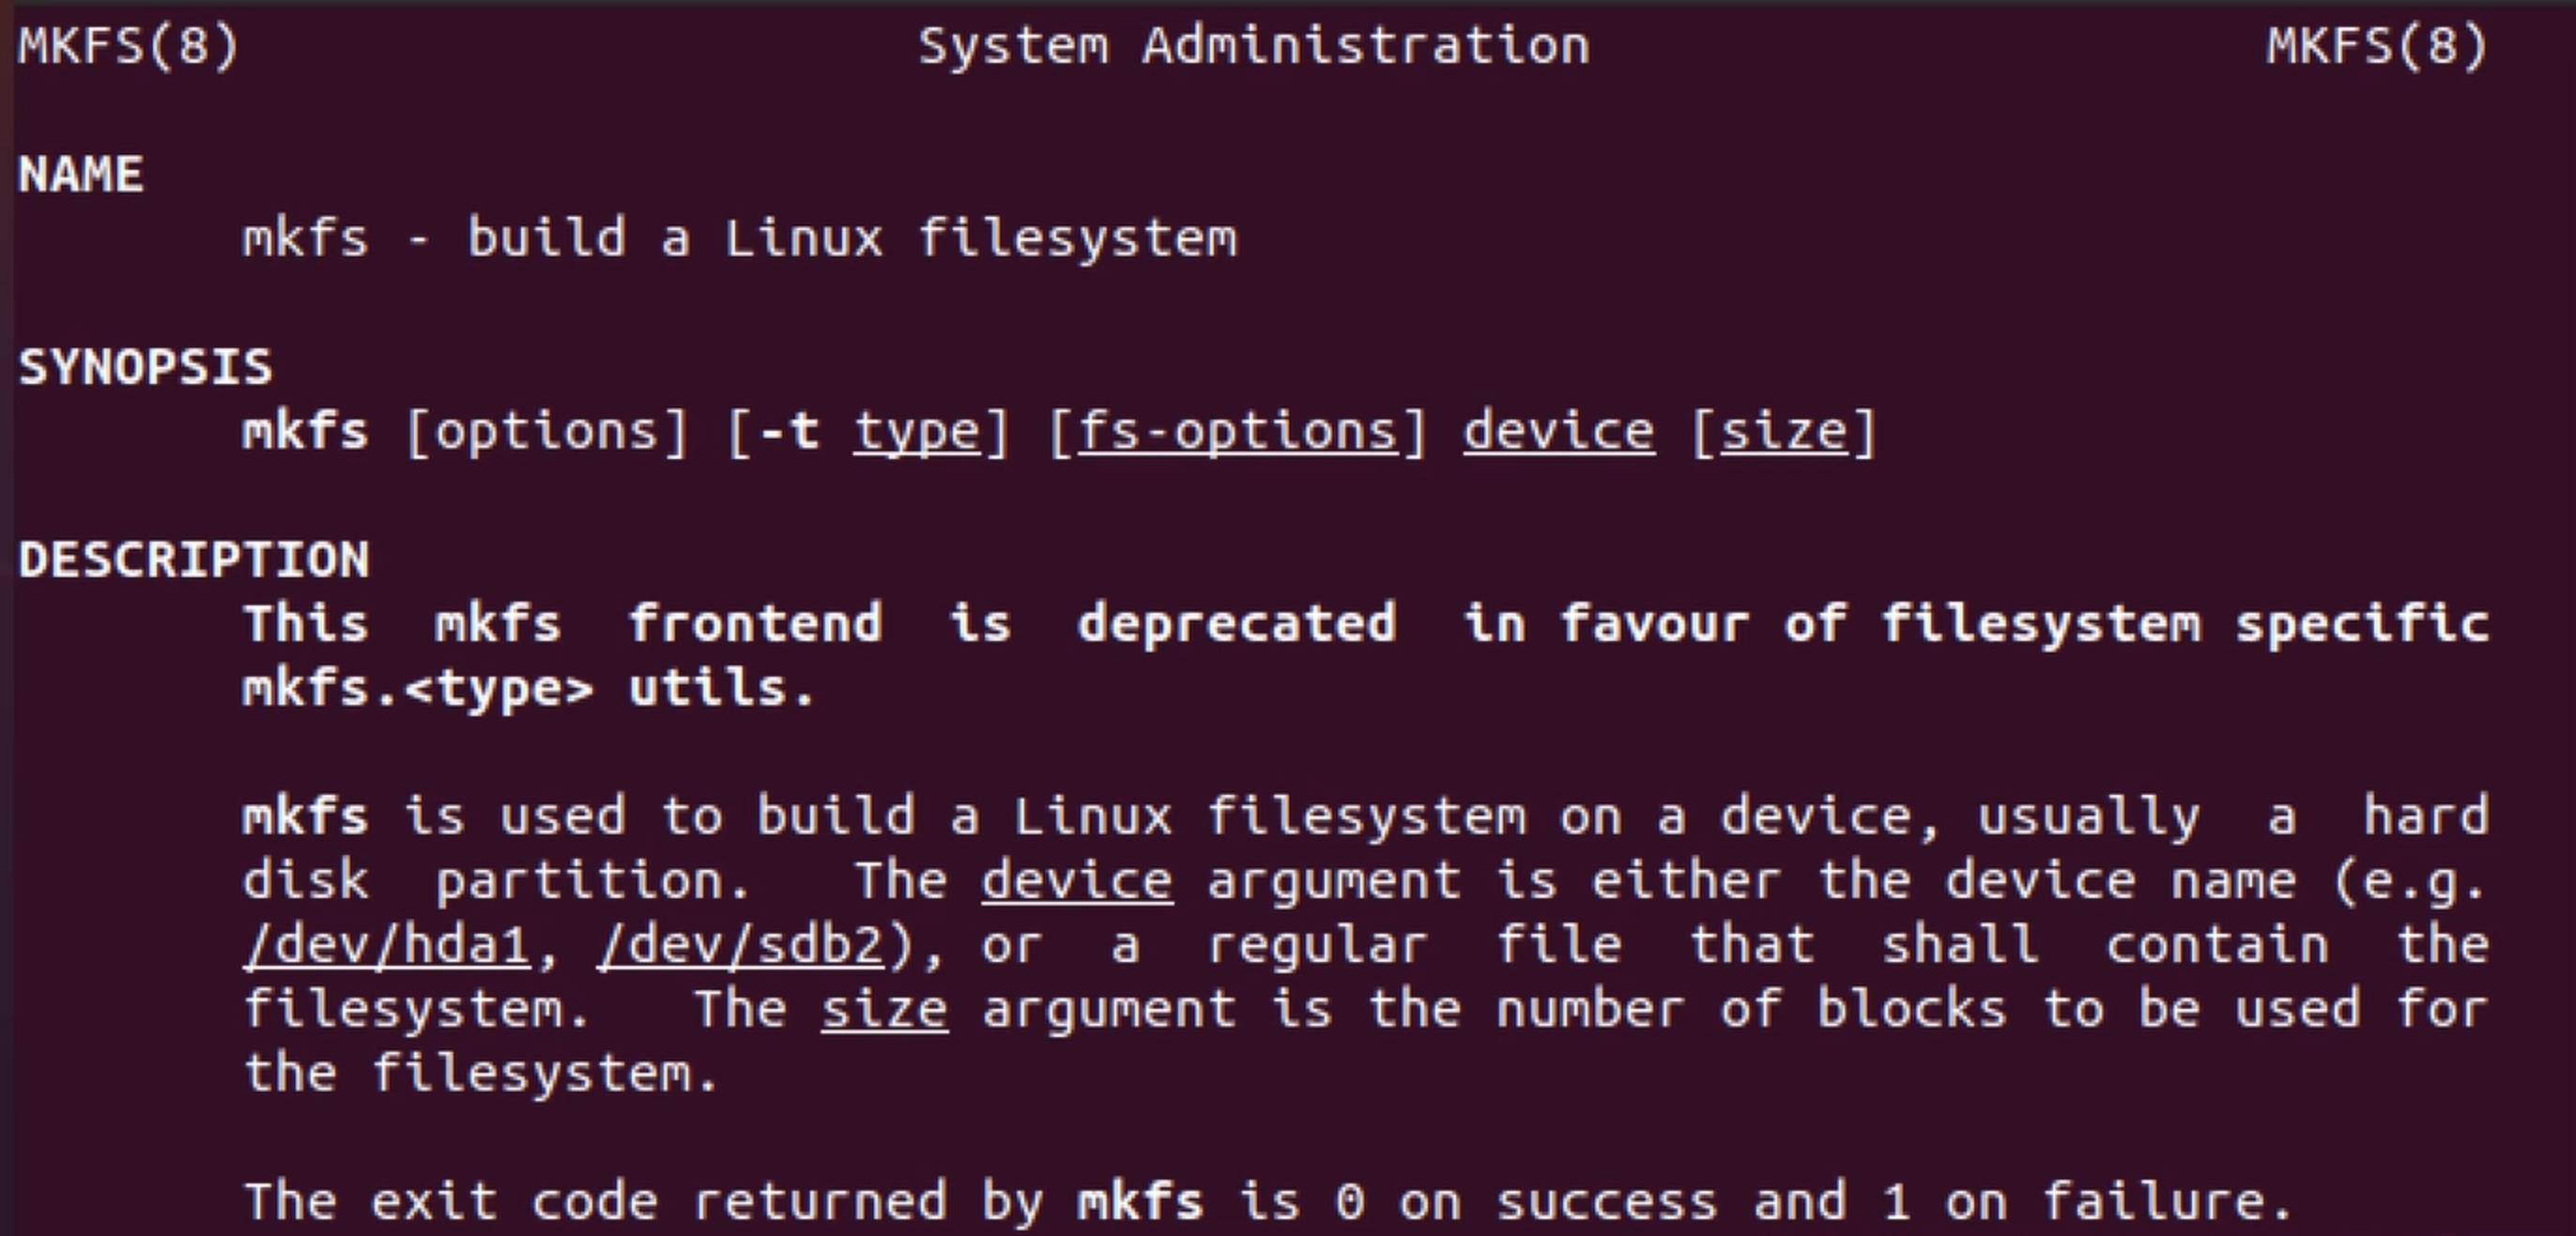 MKFS(8) System Administration MKFS(8)
NAME
mkfs - build a Linux filesystem
SYNOPSIS
mkfs [options] [-t type] [fs-options] device [size]
DESCRIPTION
This mkfs frontend is deprecated in favour of filesystem specific
mkfs.<type> utils.
mkfs is used to build a Linux filesystem on a device, usually a hard
disk partition. The device argument is either the device name (e.g.
/dev/hda1, /dev/sdb2), or a regular file that shall contain the
filesystem. The size argument is the number of blocks to be used for
the filesystem.
The exit code returned by mkfs is 0 on success and 1 on failure.